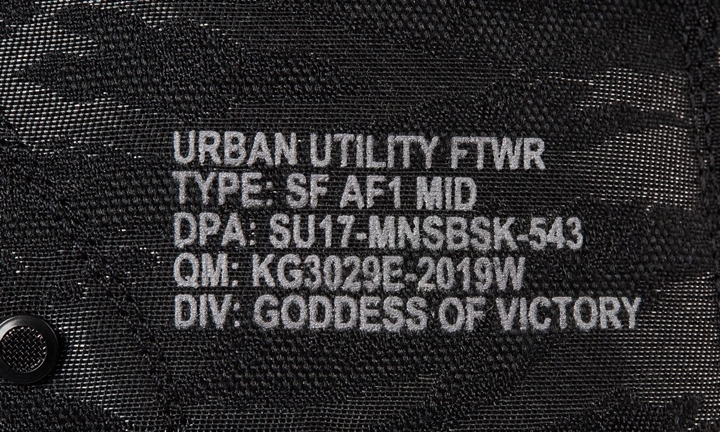 URBAN UTILITY FTWR
TYPE: SF AF1 MID
DPA: SU17-MNSBSK-543
QM: KG3029E-2019W
DIV: GODDESS OF VICTORY